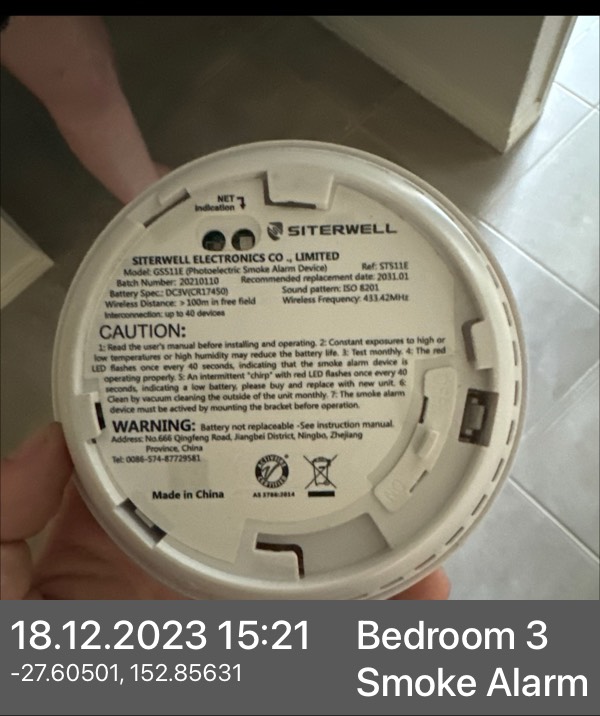 NET
indication
SITERWELL
SITERWELL ELECTRONICS CO ., LIMITED
Model: GS511E (Photoelectric Smoke Alarm Device) Ref: ST511E
Batch Number: 20210110 Recommended replacement date: 2031.01
Battery Spec.: DC3V(CR17450) Sound pattern: ISO 8201
Wireless Distance: >100m in free field Wireless Frequency: 433.42MHz
Interconnection: up to 40 devices
CAUTION:
1: Read the user's manual before installing and operating. 2: Constant exposures to high or
low temperatures or high humidity may reduce the battery life. 3: Test monthly. 4: The red
LED flashes once every 40 seconds, indicating that the smoke alarm device is
operating properly. 5: An intermittent "chirp" with red LED flashes once every 40
seconds, indicating a low battery, please buy and replace with new unit. 6:
Clean by vacuum cleaning the outside of the unit monthly. 7: The smoke alarm
device must be actived by mounting the bracket before operation.
WARNING: Battery not replaceable -See instruction manual.
Address: No.666 Qingfeng Road, Jiangbei District, Ningbo, Zhejiang
Province, China
Tel: 0086-574-87729581
Made in China
AS 3786:2014
ON
18.12.2023 15:21
-27.60501, 152.85631
Bedroom 3
Smoke Alarm